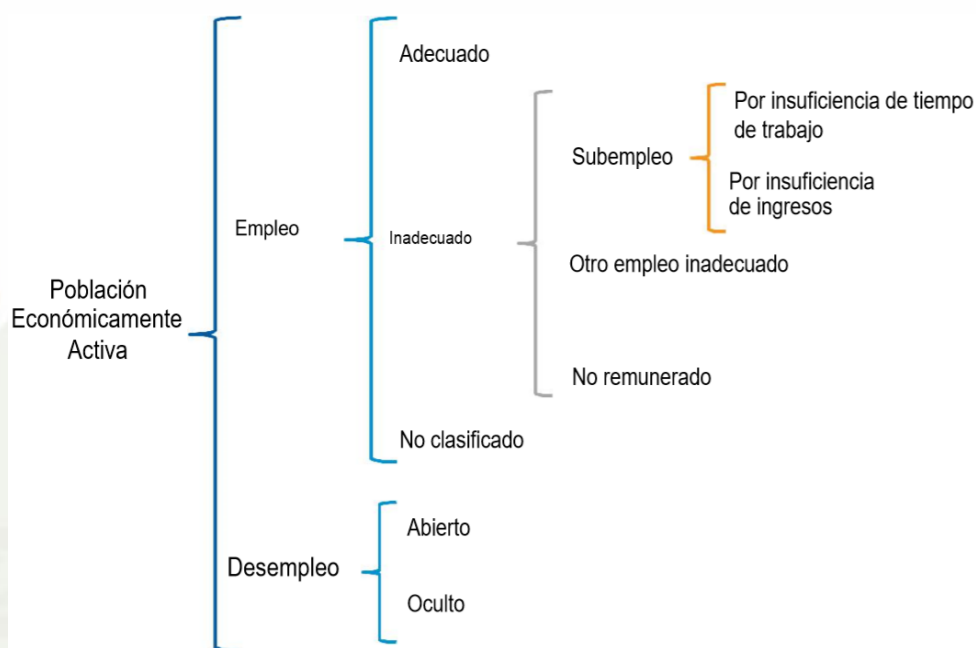 Población
Económicamente
Activa
Empleo
Adecuado
Inadecuado
Subempleo
Por insuficiencia de tiempo
de trabajo
Por insuficiencia
de ingresos
Otro empleo inadecuado
No remunerado
No clasificado
Desempleo
Abierto
Oculto